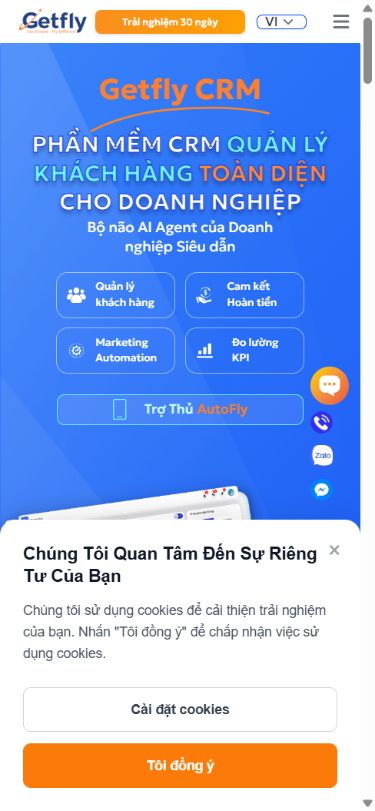 Getfly
Trải nghiệm 30 ngày
VI
Getfly CRM
PHẦN MỀM CRM QUẢN LÝ
KHÁCH HÀNG TOÀN DIỆN
CHO DOANH NGHIỆP
Bộ não AI Agent của Doanh
nghiệp Siêu dẫn
Quản lý
khách hàng
Cam kết
Hoàn tiền
Marketing
Automation
Đo lường
KPI
Trợ Thủ AutoFly
Zalo
Chúng Tôi Quan Tâm Đến Sự Riêng
Tư Của Bạn
Chúng tôi sử dụng cookies để cải thiện trải nghiệm
của bạn. Nhấn "Tôi đồng ý" để chấp nhận việc sử
dụng cookies.
Cài đặt cookies
Tôi đồng ý